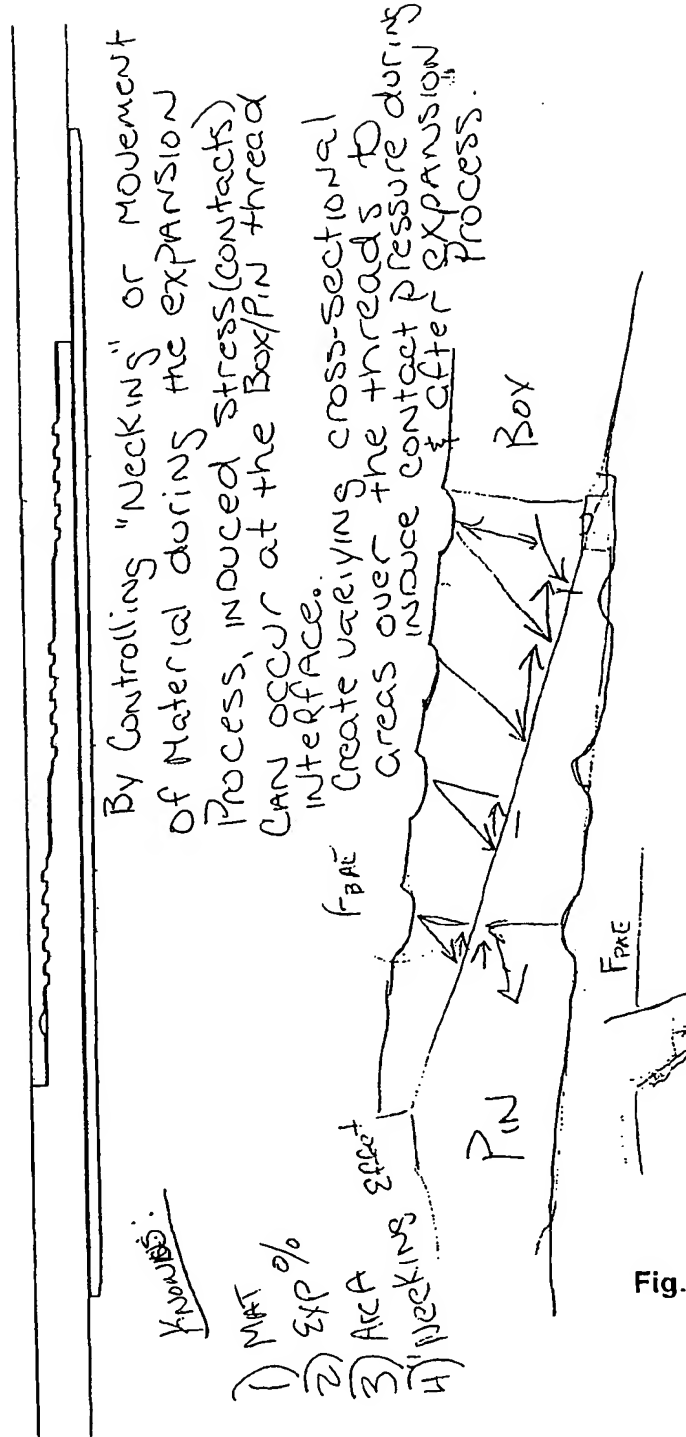 By Controlling "Necking" or movement
of Material during the expansion
Process, induced stress (contacts)
can occur at the Box/Pin thread
interface.
Create varying cross-sectional
areas over the threads to
induce contact pressure during
& after expansion
process.
Knowns:
1) MAT
2) Exp %
3) Area
4) "Necking Effect
FBAE
Box
Pin
FPAE
Fig.